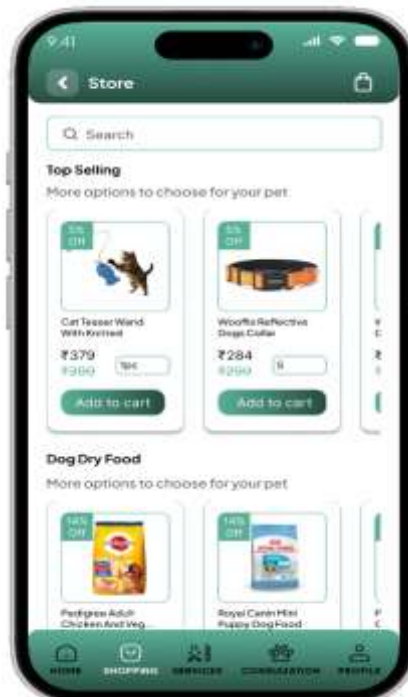 9:41
Store
Search
Top Selling
More options to choose for your pet
5% Off
5% Off
Cat Teaser Wand
With Knitted
Wooffs Reflective
Dogs Collar
₹379
1pc
₹284
S
Add to cart
Add to cart
Dog Dry Food
More options to choose for your pet
14% Off
14% Off
Pedigree Adult
Chicken And Veg
Royal Canin Mini
Puppy Dog Food
HOME
SHOPPING
SERVICES
PROFILE